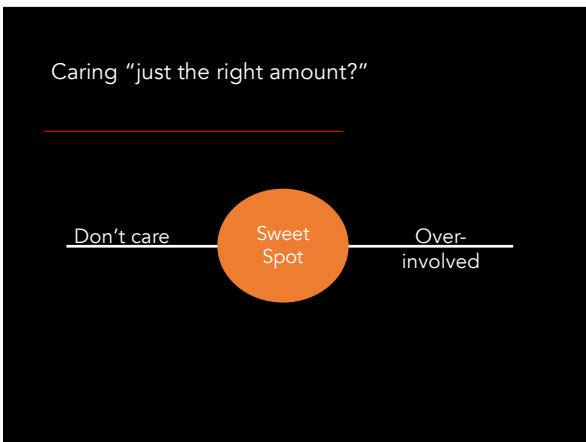 Caring “just the right amount?”
Don’t care
Sweet
Spot
Over-
involved